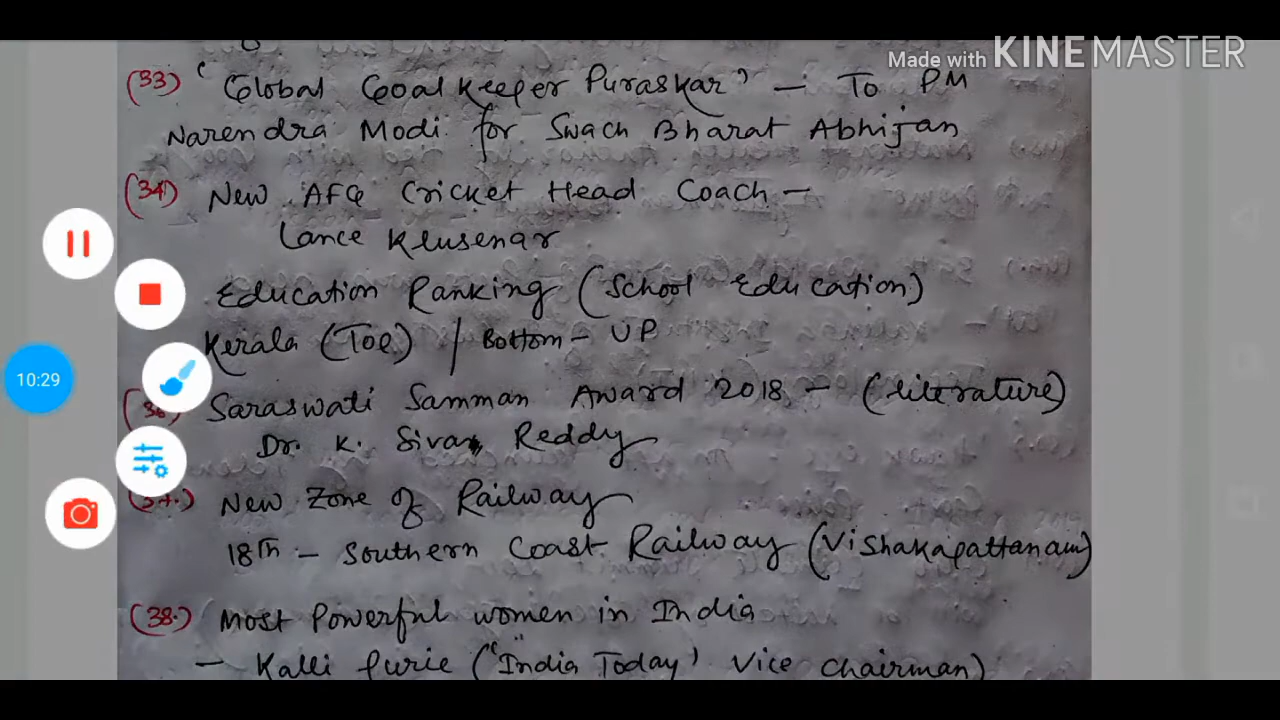 Made with KINEMASTER
(33) 'Global Goalkeeper Puraskar' — To PM
Narendra Modi for Swach Bharat Abhijan
(34) New AFG Cricket Head Coach —
Lance Klusenar
Education Ranking (School Education)
Kerala (Top) / Bottom — UP
10:29
(36) Saraswati Samman Award 2018 — (literature)
Dr. K. Siva Reddy
(37.) New Zone of Railway
18Th — Southern Coast Railway (Vishakapattanam)
(38.) Most Powerful women in India
— Kalli Purie ("India Today" Vice Chairman)